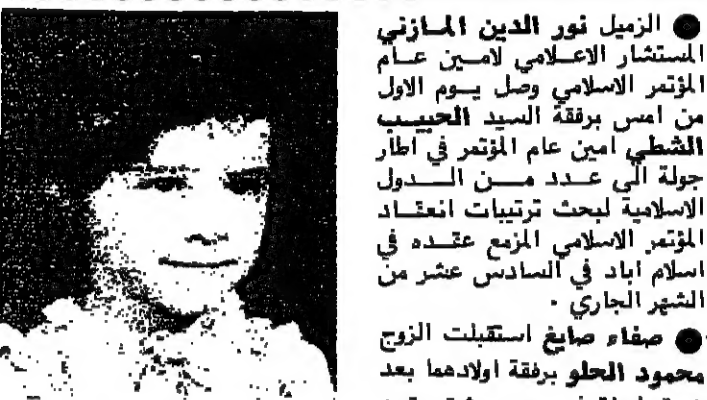 ● الزميل نور الدين المازني
المستشار الاعلامي لامين عام
المؤتمر الاسلامي وصل يوم الاول
من امس برفقة السيد الحبيب
الشطي امين عام المؤتمر في اطار
جولة الى عدد من الدول
الاسلامية لبحث ترتيبات انعقاد
المؤتمر الاسلامي المزمع عقده في
اسلام اباد في السادس عشر من
الشهر الجاري .
● صفاء صايغ استقبلت الزوج
محمود الحلو برفقة اولادهما بعد